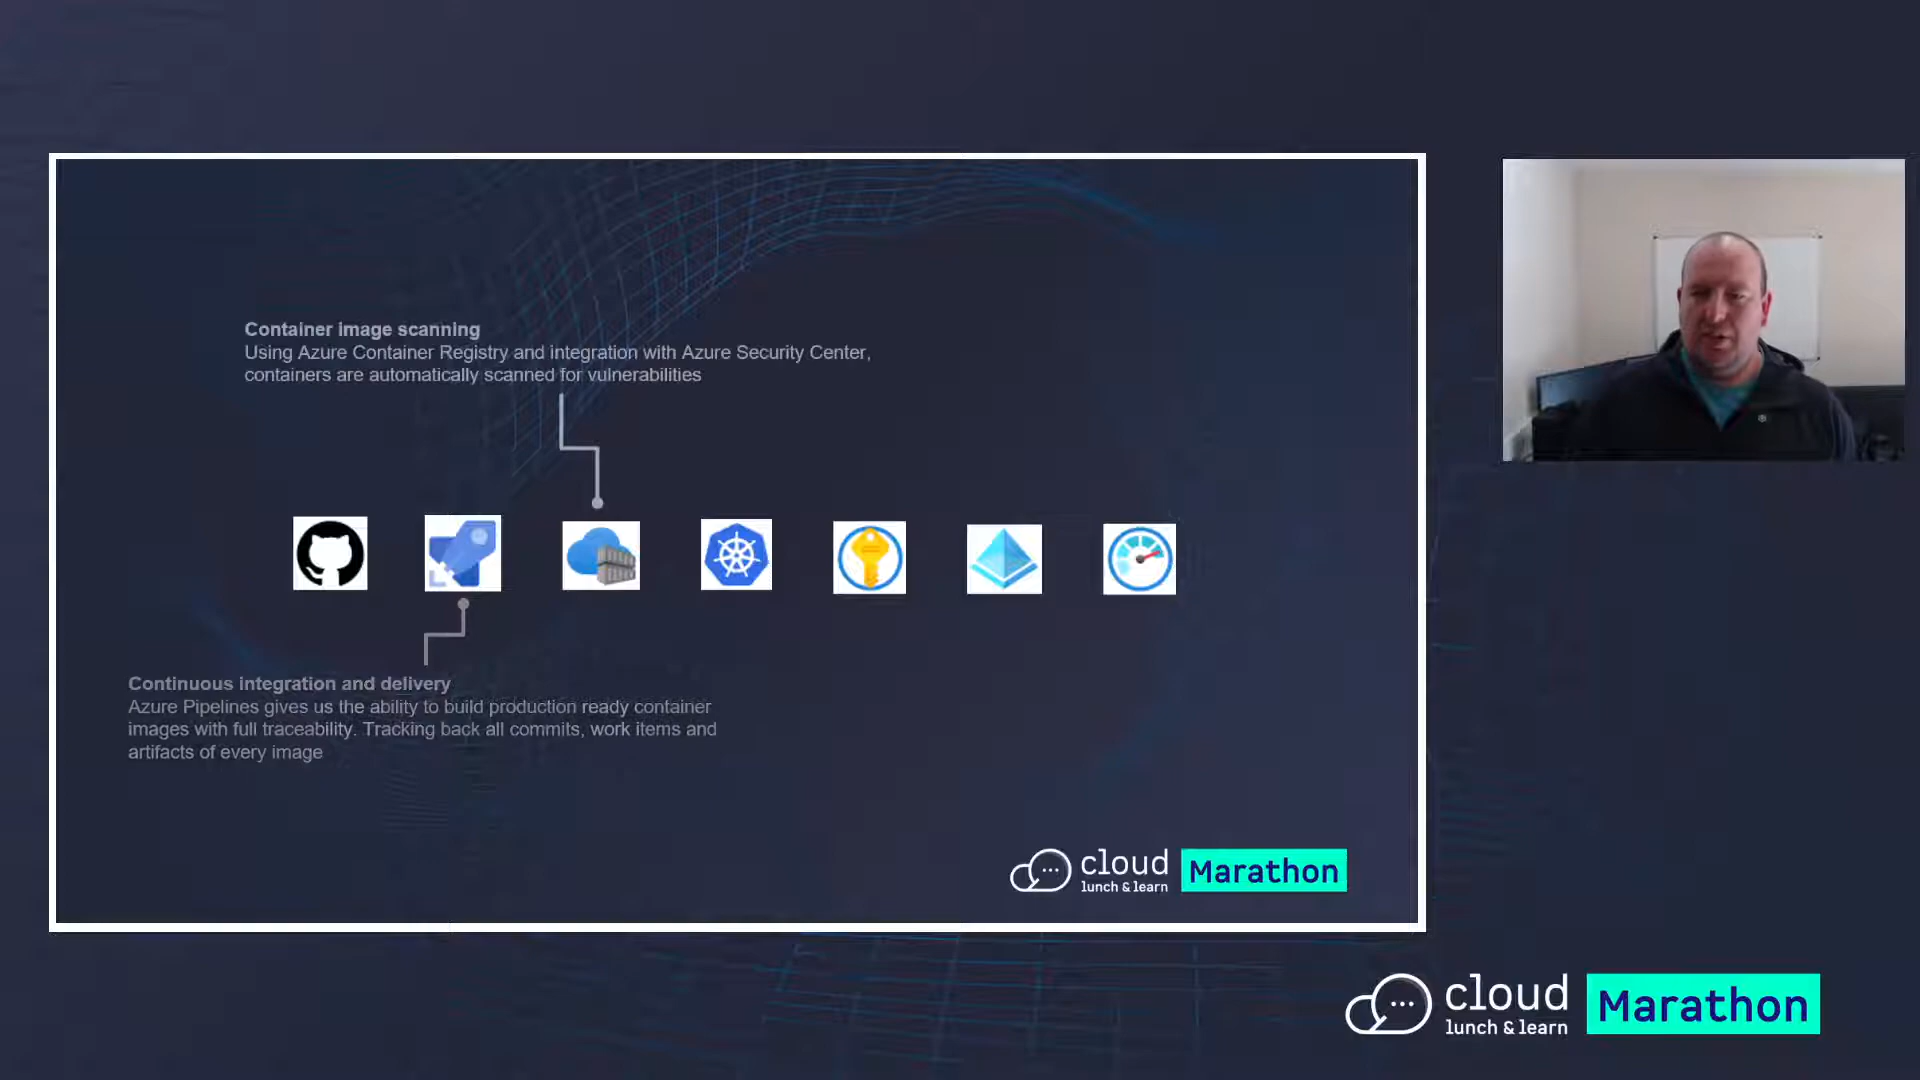 Container image scanning
Using Azure Container Registry and integration with Azure Security Center,
containers are automatically scanned for vulnerabilities
Continuous integration and delivery
Azure Pipelines gives us the ability to build production ready container
images with full traceability. Tracking back all commits, work items and
artifacts of every image
cloud
lunch & learn
Marathon
cloud
lunch & learn
Marathon